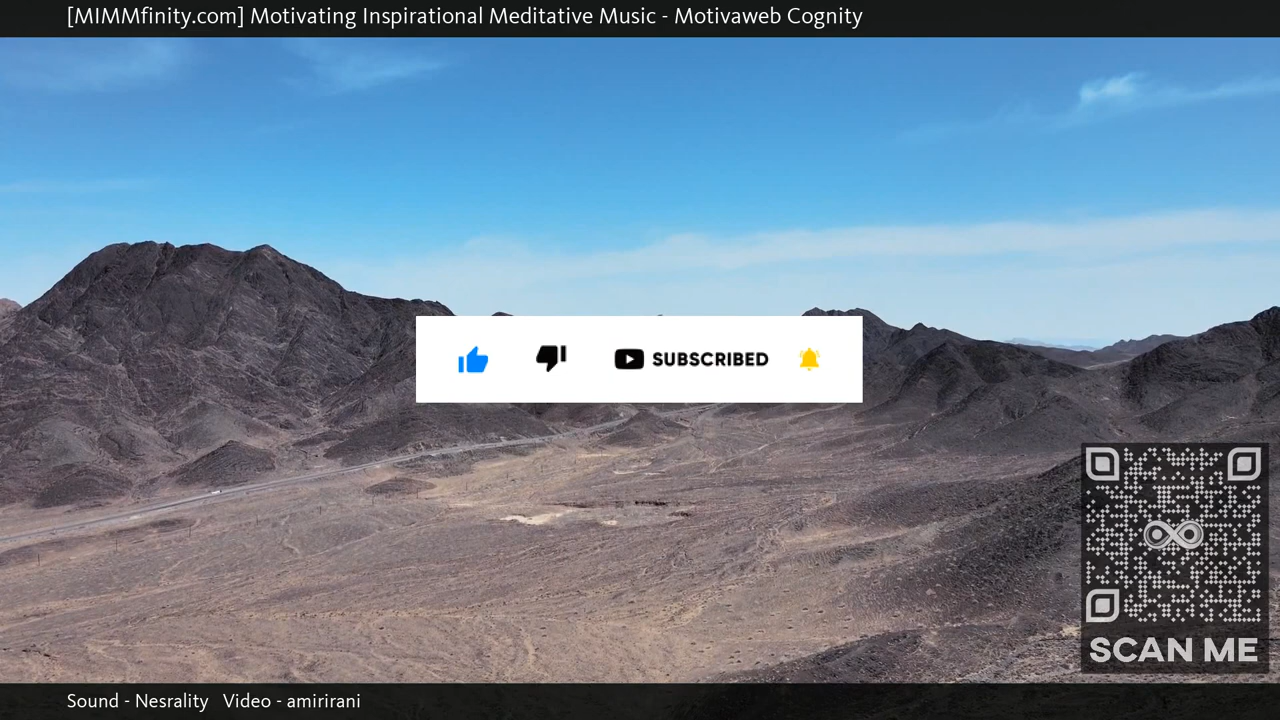 [MIMMfinity.com] Motivating Inspirational Meditative Music - Motivaweb Cognity
SUBSCRIBED
SCAN ME
Sound - Nesrality Video - amirirani